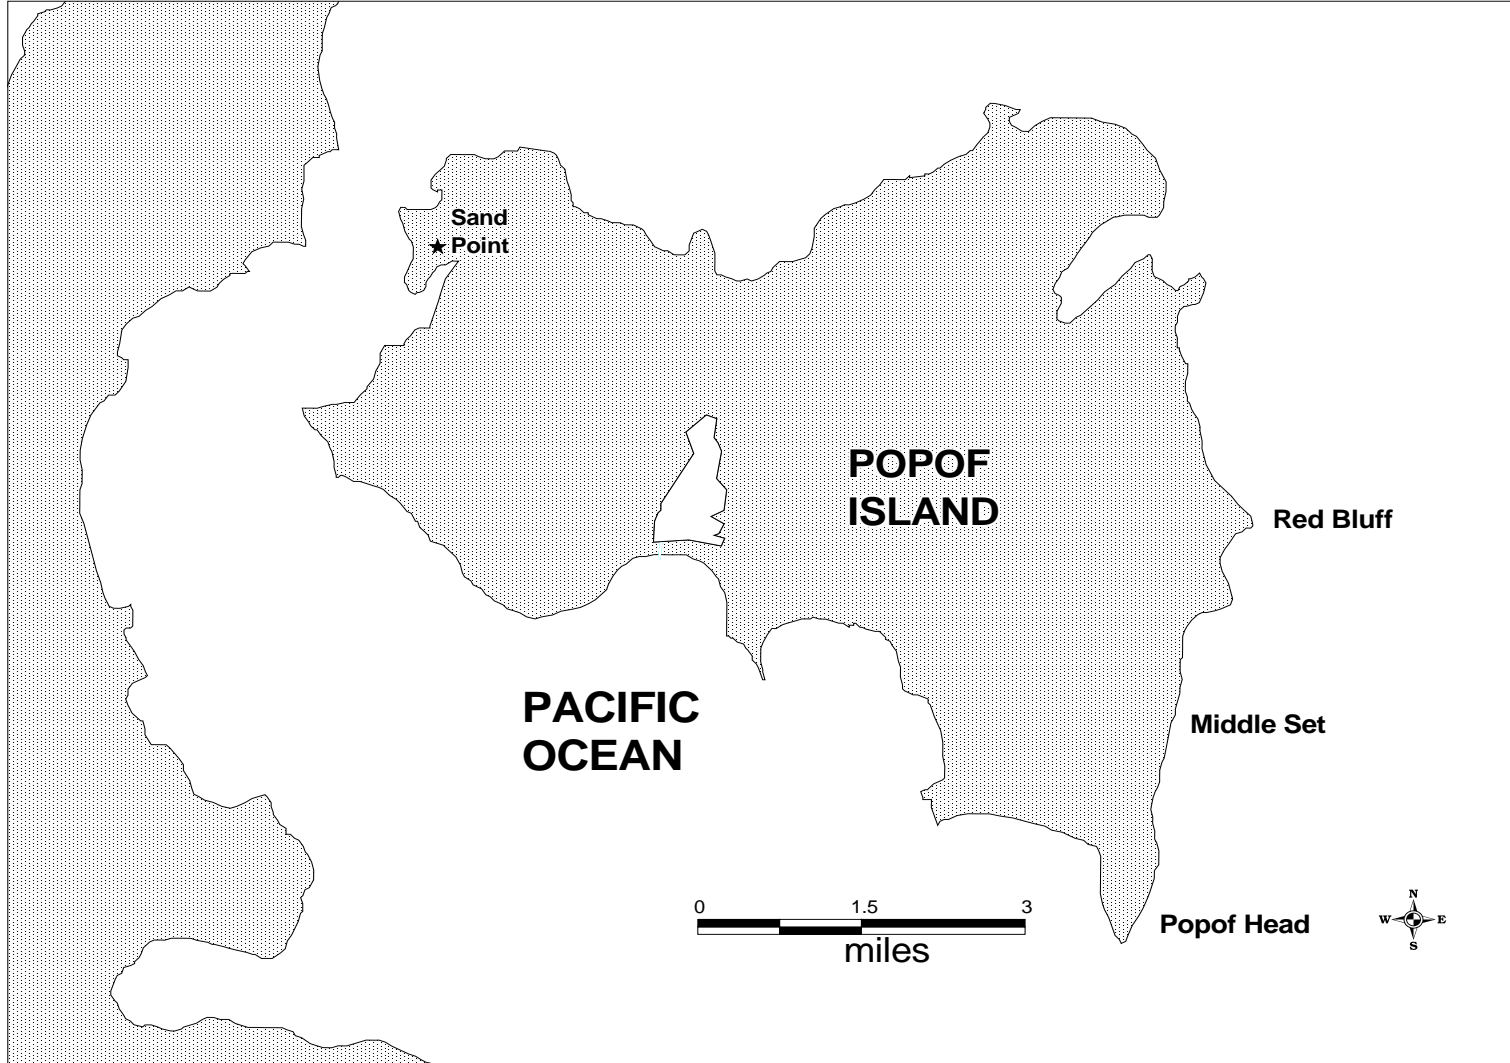 Sand
Point
POPOF
ISLAND
Red Bluff
PACIFIC
OCEAN
Middle Set
0 1.5 3
miles
Popof Head
N
W E
S